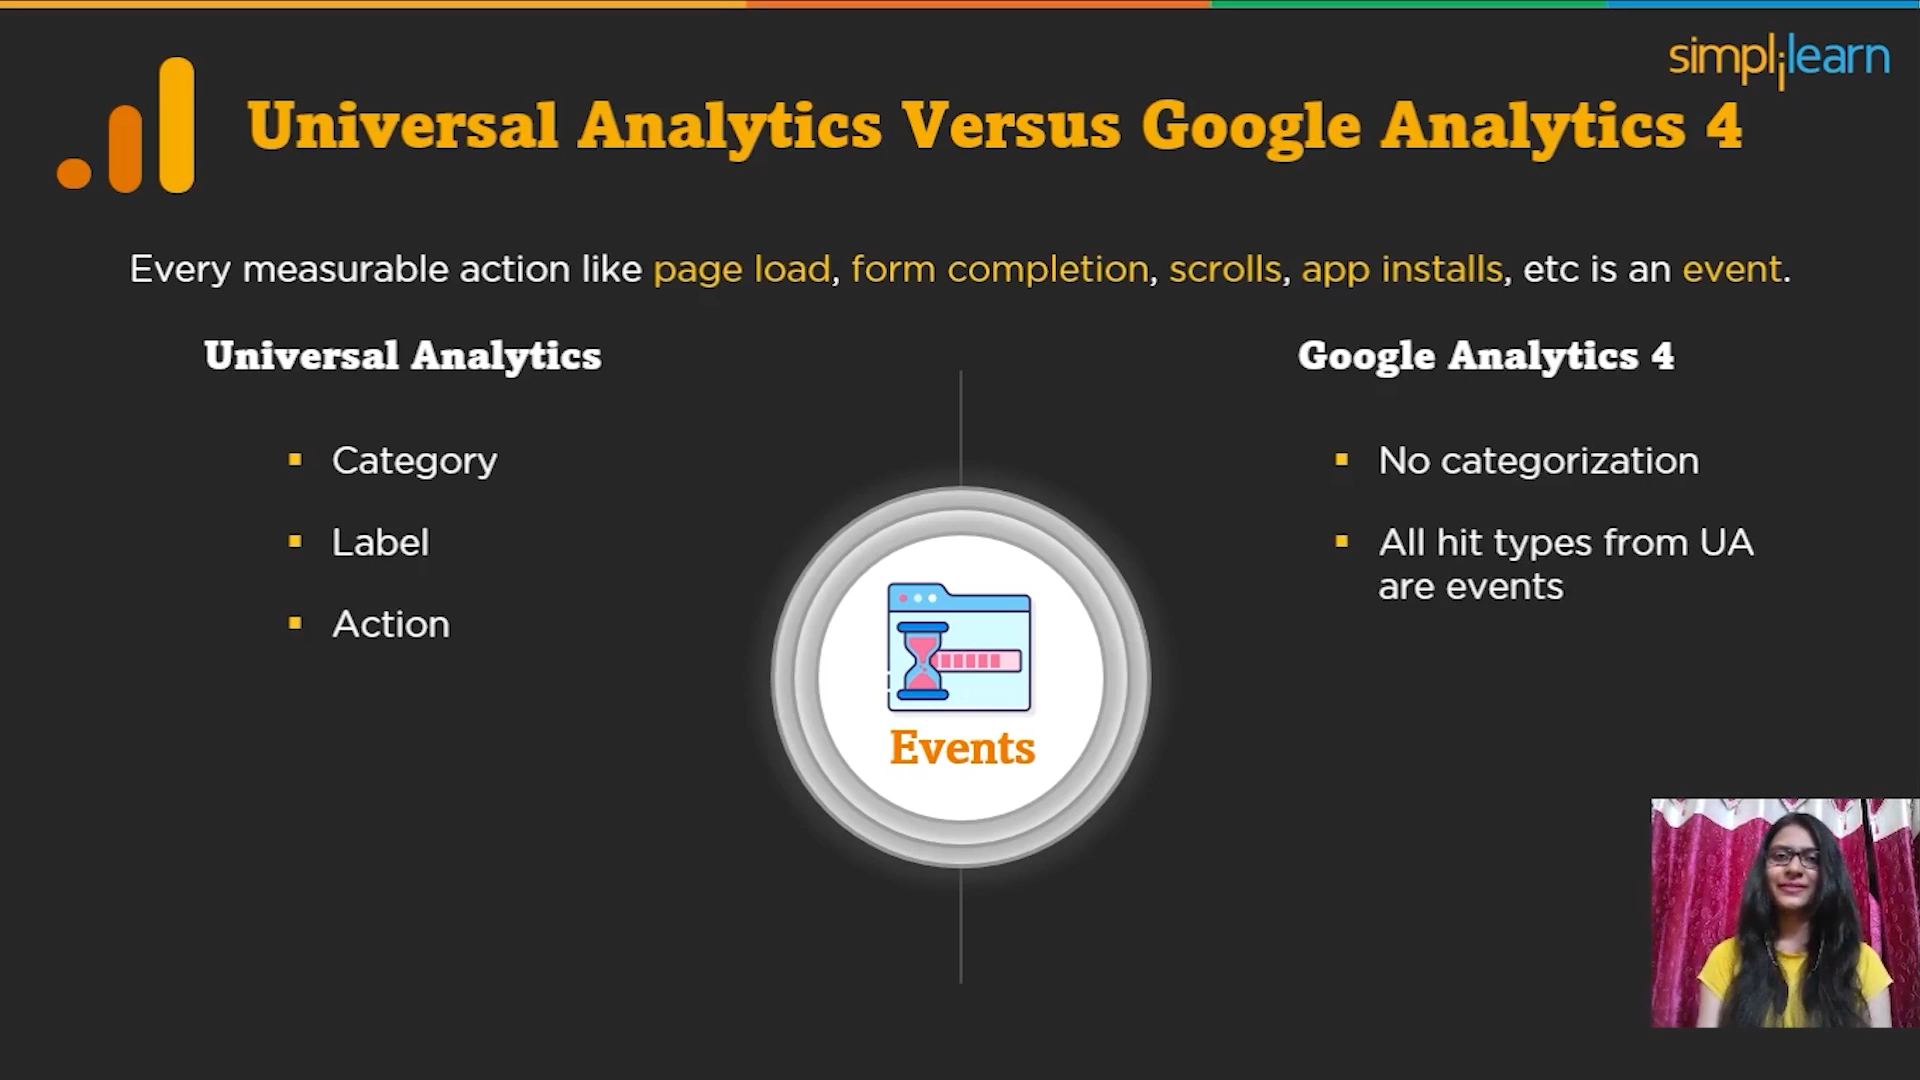 simplilearn
Universal Analytics Versus Google Analytics 4
Every measurable action like page load, form completion, scrolls, app installs, etc is an event.
Universal Analytics
Category
Label
Action
Events
Google Analytics 4
No categorization
All hit types from UA
are events